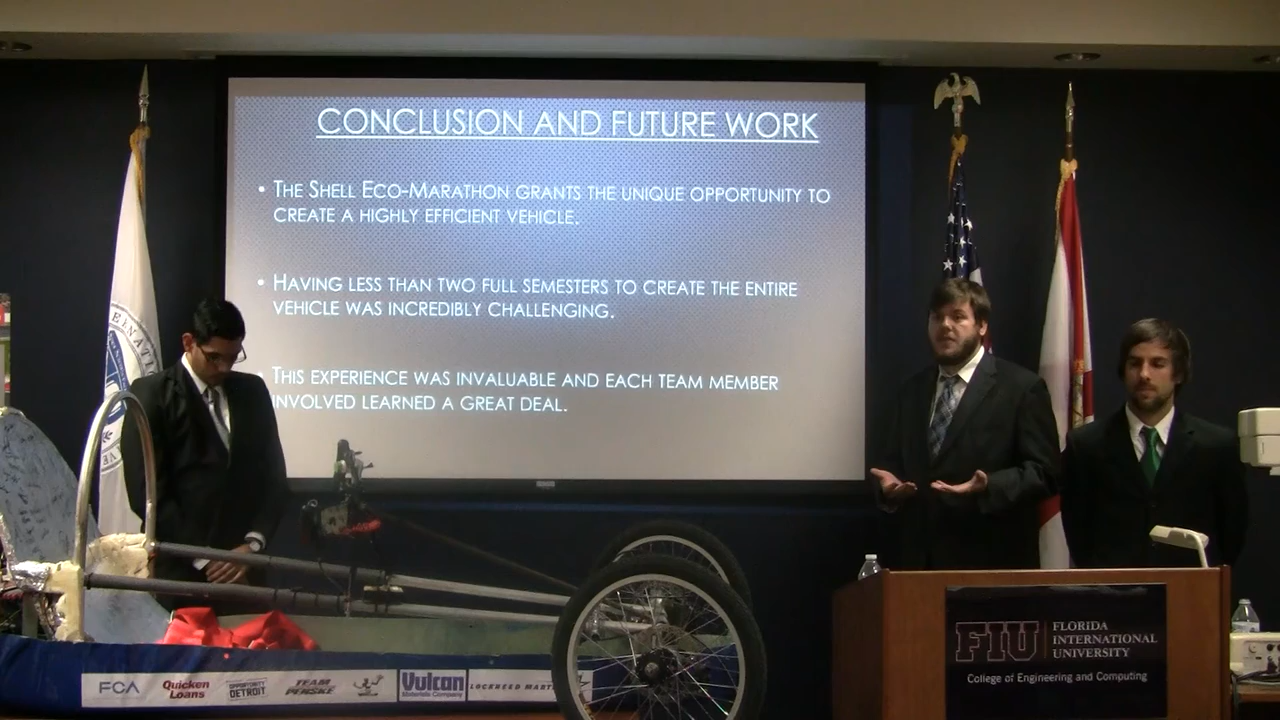 CONCLUSION AND FUTURE WORK
• THE SHELL ECO-MARATHON GRANTS THE UNIQUE OPPORTUNITY TO
CREATE A HIGHLY EFFICIENT VEHICLE.
• HAVING LESS THAN TWO FULL SEMESTERS TO CREATE THE ENTIRE
VEHICLE WAS INCREDIBLY CHALLENGING.
• THIS EXPERIENCE WAS INVALUABLE AND EACH TEAM MEMBER
INVOLVED LEARNED A GREAT DEAL.
FIU
FLORIDA
INTERNATIONAL
UNIVERSITY
College of Engineering and Computing
FCA
Quicken
Loans
OPPORTUNITY
DETROIT
TEAM
PENSKE
Vulcan
Materials Company
LOCKHEED MART